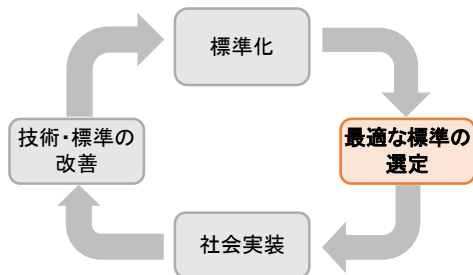 標準化
最適な標準の
選定
社会実装
技術・標準の
改善